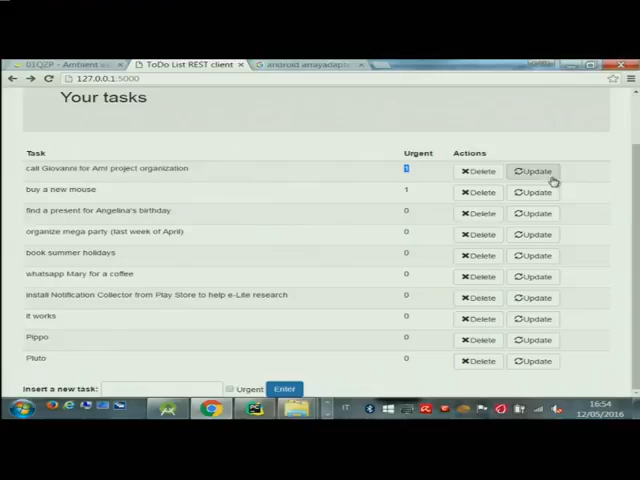 01QZP - Ambient
ToDo List REST client
android arrayadapte
127.0.0.1:5000
Your tasks
Task Urgent Actions
call Giovanni for AmI project organization 1 Delete Update
buy a new mouse 1 Delete Update
find a present for Angelina's birthday 0 Delete Update
organize mega party (last week of April) 0 Delete Update
book summer holidays 0 Delete Update
whatsapp Mary for a coffee 0 Delete Update
install Notification Collector from Play Store to help e-Lite research 0 Delete Update
it works 0 Delete Update
Pippo 0 Delete Update
Pluto 0 Delete Update
Insert a new task: Urgent Enter
IT
16:54
12/05/2016